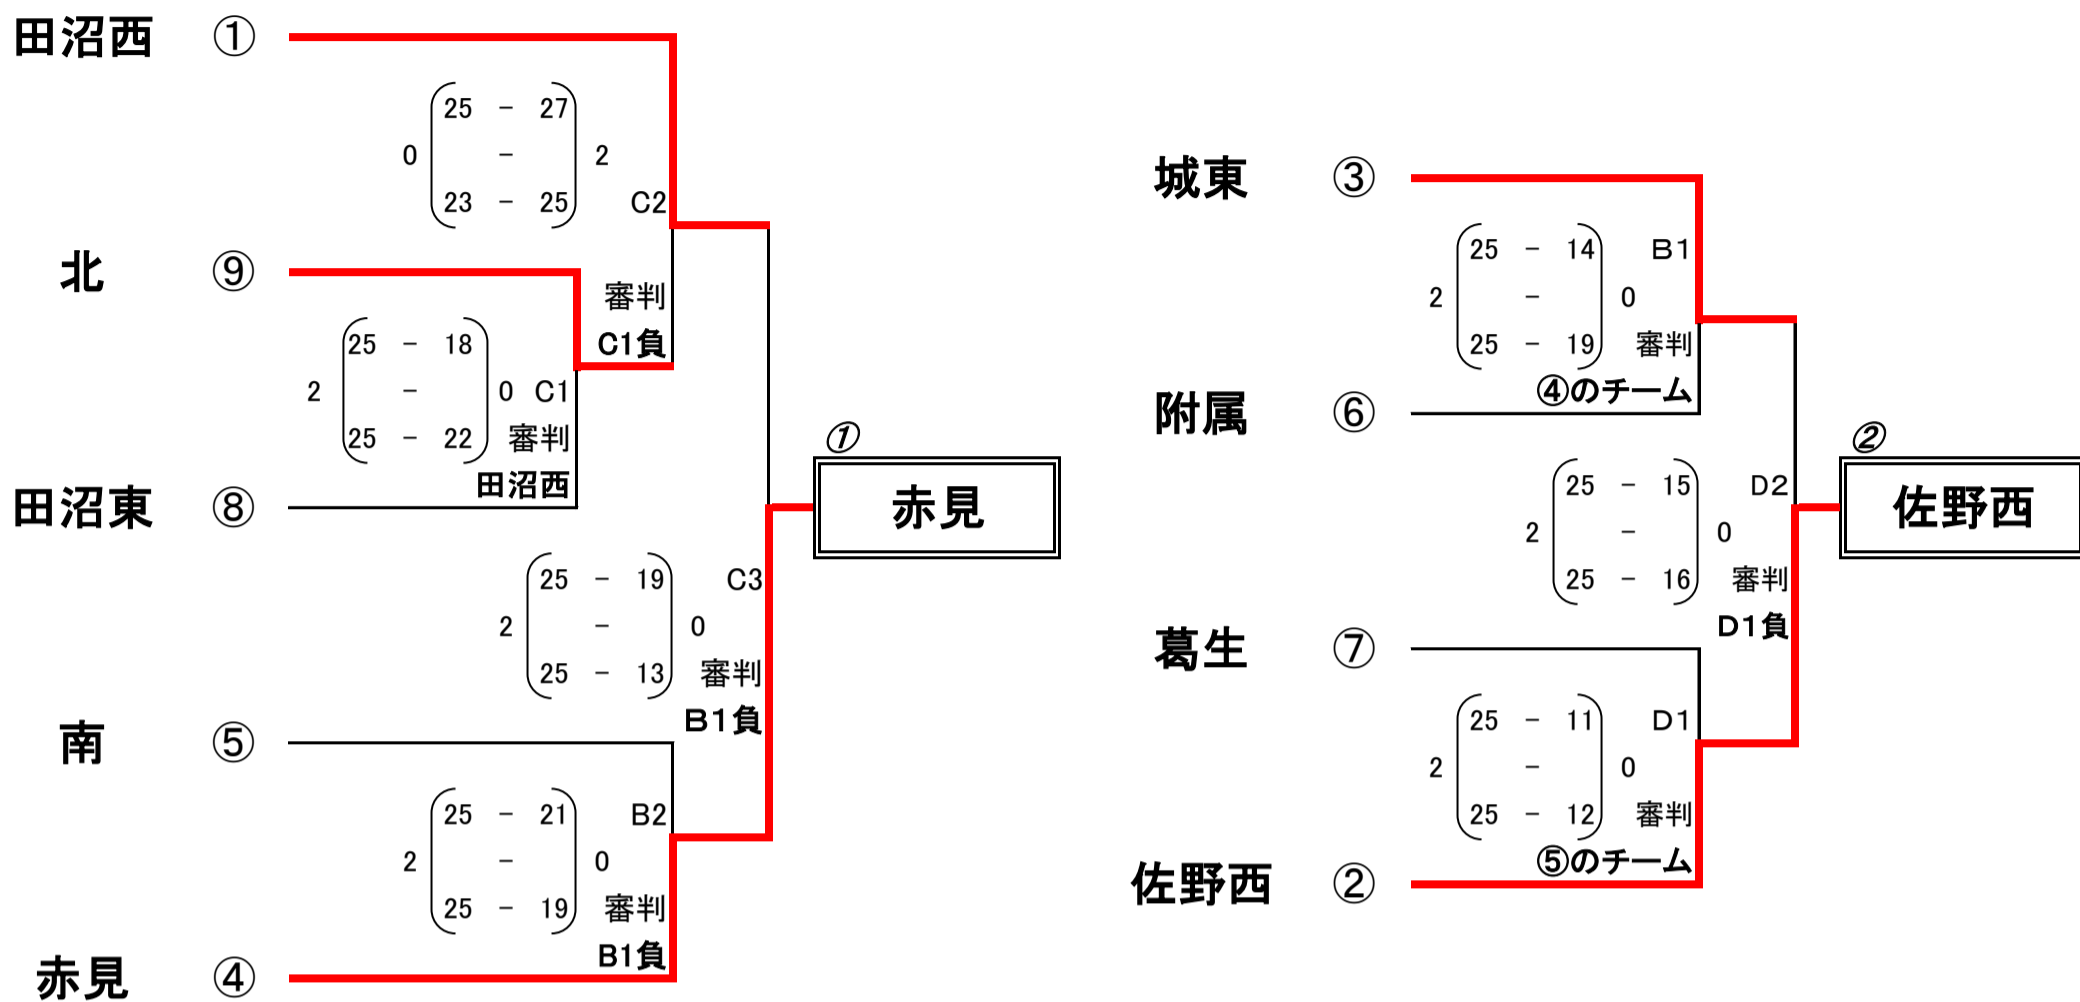 田沼西 ①
25 - 27
0 - 2
23 - 25 C2
北 ⑨
審判
C1負
25 - 18
2 - 0 C1
25 - 22 審判
田沼西
田沼東 ⑧
①
赤見
25 - 19 C3
2 - 0
25 - 13 審判
B1負
南 ⑤
25 - 21 B2
2 - 0
25 - 19 審判
B1負
赤見 ④
城東 ③
25 - 14 B1
2 - 0
25 - 19 審判
④のチーム
附属 ⑥
②
佐野西
25 - 15 D2
2 - 0
25 - 16 審判
D1負
葛生 ⑦
25 - 11 D1
2 - 0
25 - 12 審判
⑤のチーム
佐野西 ②